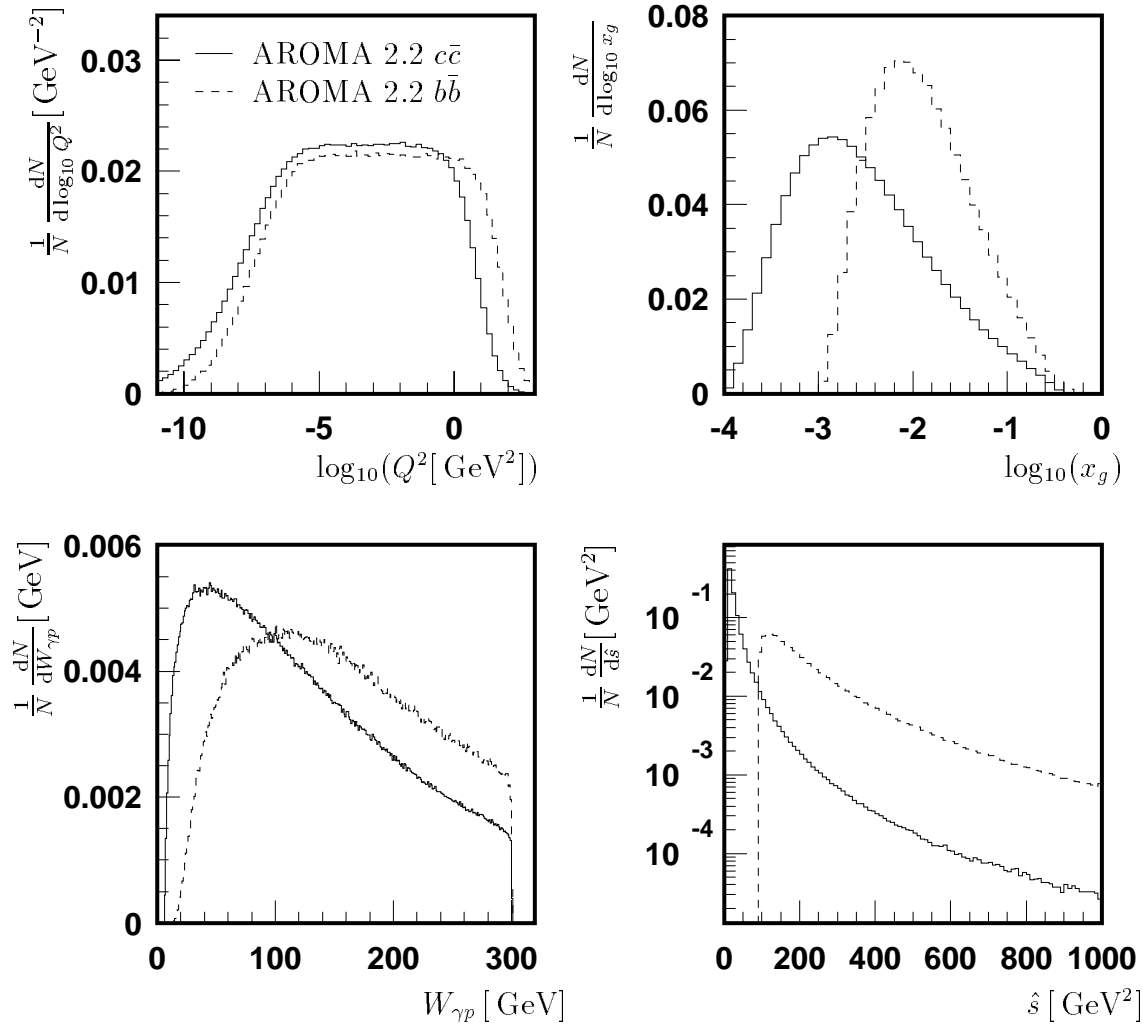 1/N dN/dlog₁₀ Q² [GeV⁻²]
0.03
0.02
0.01
0
AROMA 2.2 cc̄
AROMA 2.2 bb̄
-10 -5 0
log₁₀(Q²[GeV²])
1/N dN/dlog₁₀ x_g
0.08
0.06
0.04
0.02
0
-4 -3 -2 -1 0
log₁₀(x_g)
1/N dN/dW_γp [GeV]
0.006
0.004
0.002
0
0 100 200 300
W_γp [GeV]
1/N dN/dŝ [GeV²]
10⁻¹
10⁻²
10⁻³
10⁻⁴
0 200 400 600 800 1000
ŝ [GeV²]